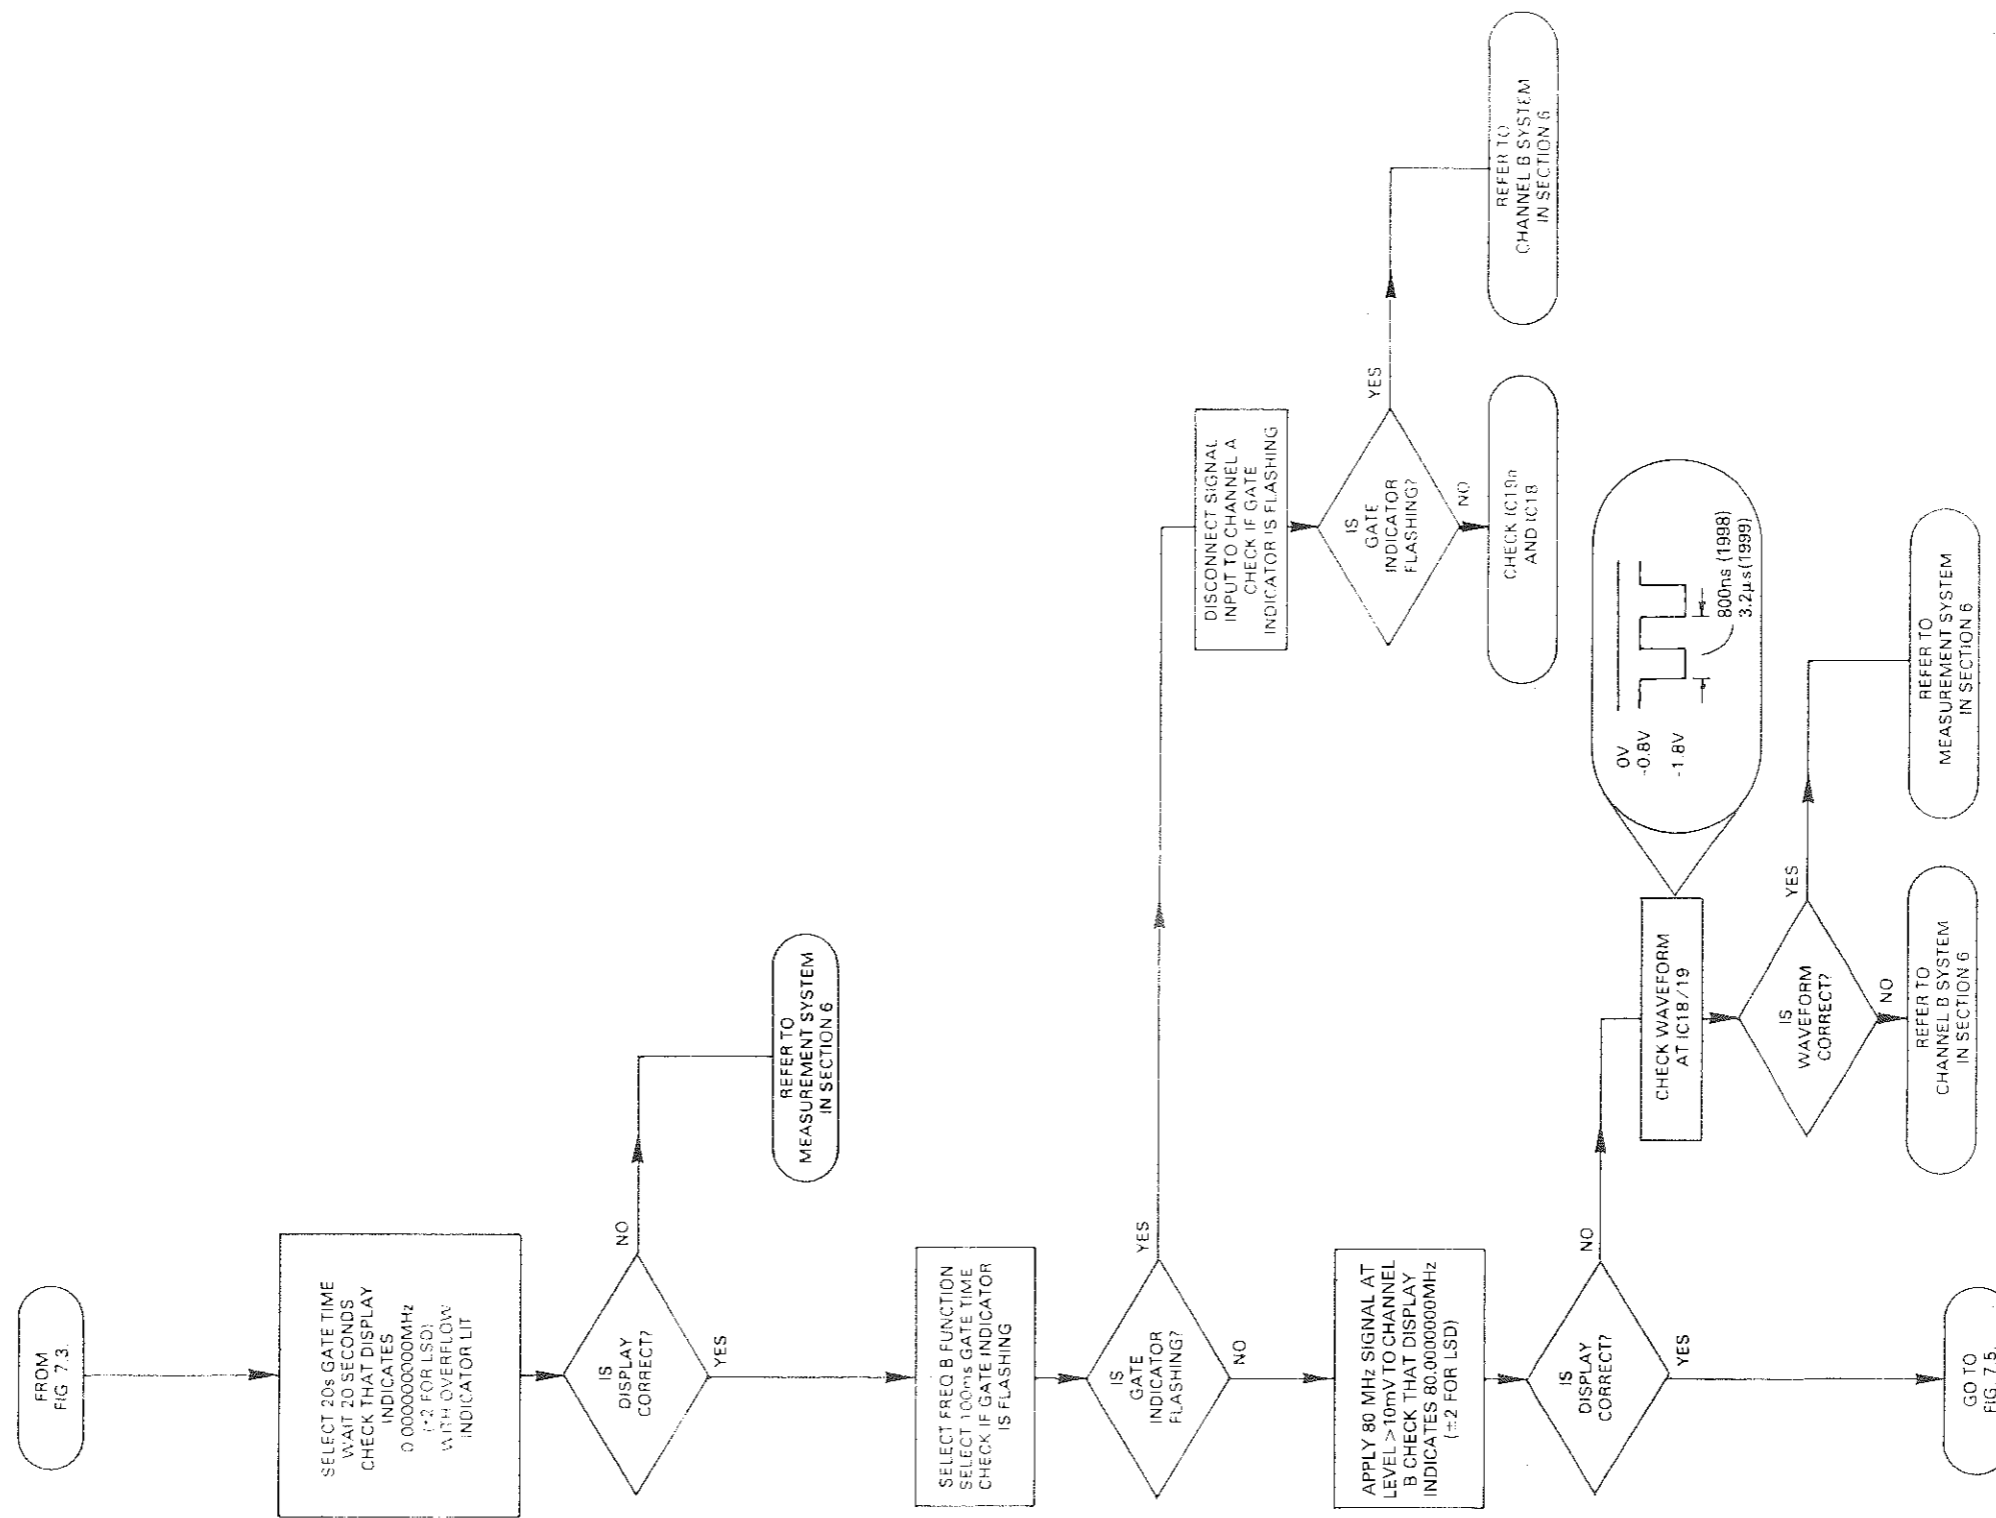 FROM
FIG 7.3.
SELECT 20s GATE TIME
WAIT 20 SECONDS
CHECK THAT DISPLAY
INDICATES
(±2 FOR LSD)
WITH OVERFLOW
INDICATOR LIT
IS
DISPLAY
CORRECT?
NO
REFER TO
MEASUREMENT SYSTEM
IN SECTION 6
YES
SELECT FREQ B FUNCTION
SELECT 100ms GATE TIME
CHECK IF GATE INDICATOR
IS FLASHING
IS
GATE
INDICATOR
FLASHING?
YES
DISCONNECT SIGNAL
INPUT TO CHANNEL A
CHECK IF GATE
INDICATOR IS FLASHING
IS
GATE
INDICATOR
FLASHING?
YES
REFER TO
CHANNEL B SYSTEM
IN SECTION 6
NO
CHECK
AND IC18
NO
APPLY 80 MHz SIGNAL AT
LEVEL >10mV TO CHANNEL
B CHECK THAT DISPLAY
INDICATES
(±2 FOR LSD)
IS
DISPLAY
CORRECT?
NO
CHECK WAVEFORM
AT IC18/19
0V
-0.8V
-1.8V
800ns (1998)
3.2µs (1999)
IS
WAVEFORM
CORRECT?
YES
REFER TO
MEASUREMENT SYSTEM
IN SECTION 6
NO
REFER TO
CHANNEL B SYSTEM
IN SECTION 6
YES
GO TO
FIG. 7.5.